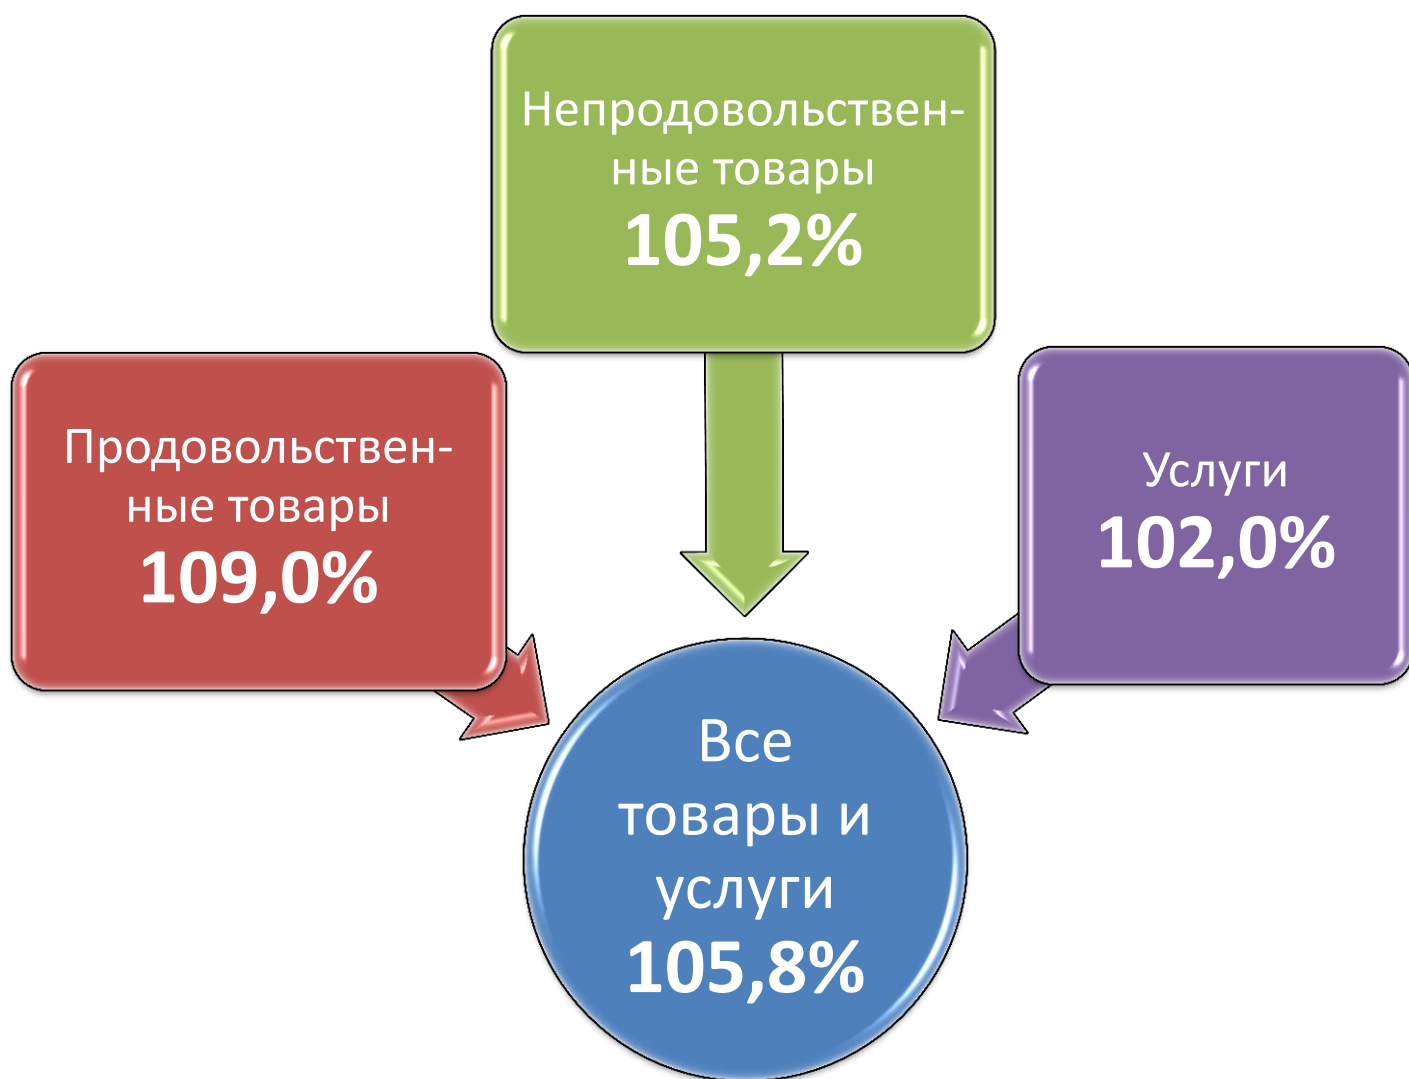 Непродовольствен-
ные товары
105,2%
Продовольствен-
ные товары
109,0%
Услуги
102,0%
Все
товары и
услуги
105,8%